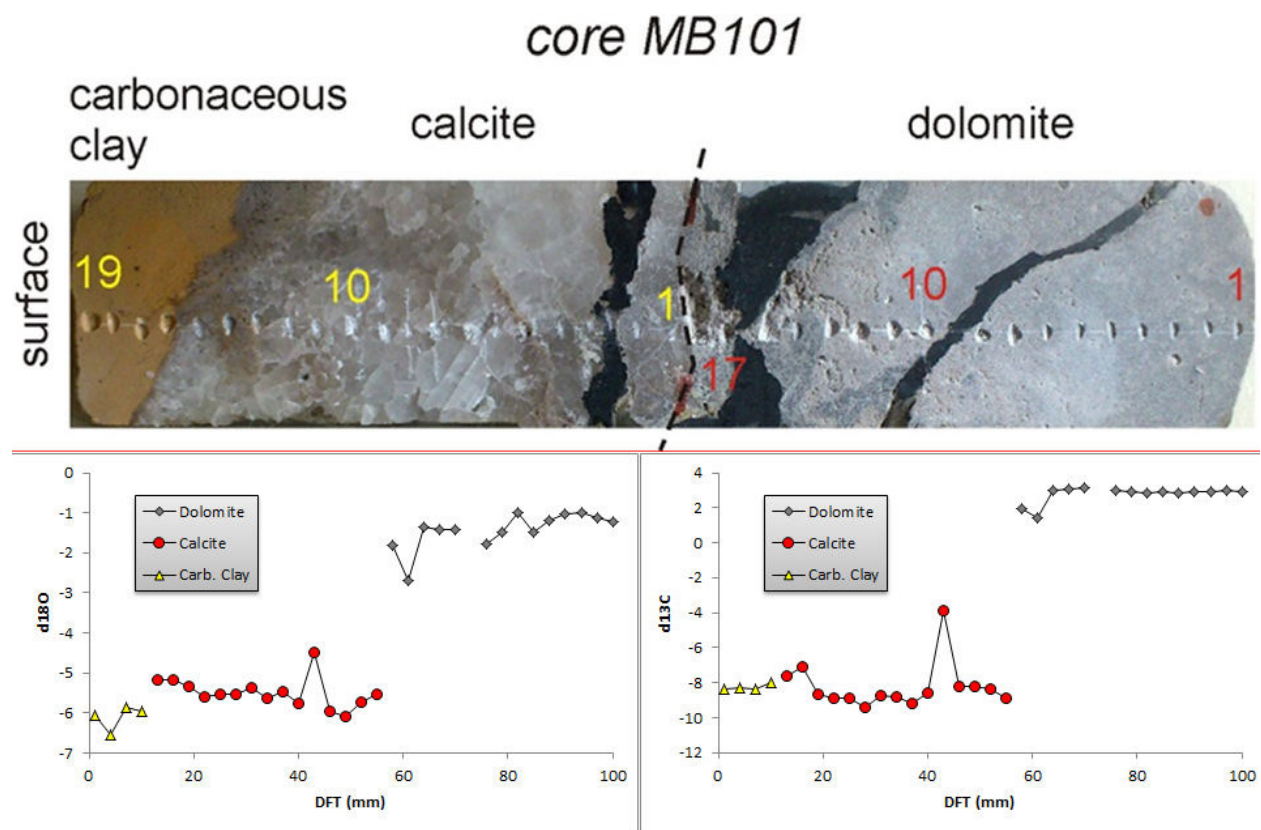 core MB101
carbonaceous
clay
calcite
dolomite
surface
19
10
1
17
10
1
0
-1
-2
-3
-4
-5
-6
-7
d18O
Dolomite
Calcite
Carb. Clay
0 20 40 60 80 100
DFT (mm)
4
2
0
-2
-4
-6
-8
-10
-12
d13C
Dolomite
Calcite
Carb. Clay
0 20 40 60 80 100
DFT (mm)